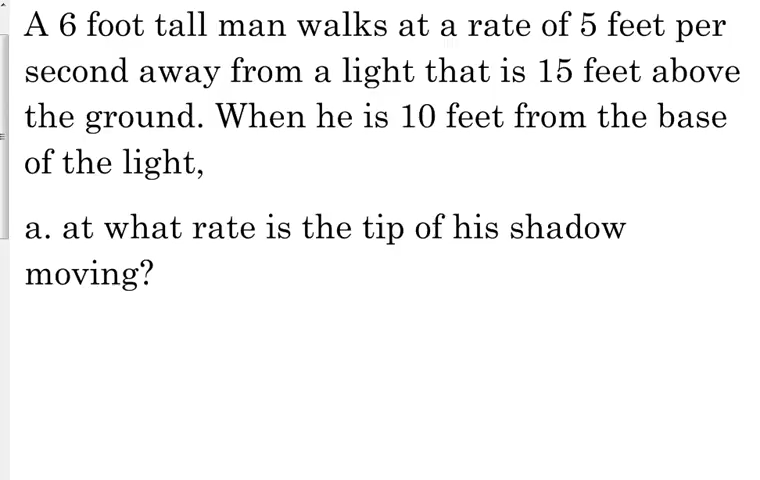 A 6 foot tall man walks at a rate of 5 feet per
second away from a light that is 15 feet above
the ground. When he is 10 feet from the base
of the light,
a. at what rate is the tip of his shadow
moving?